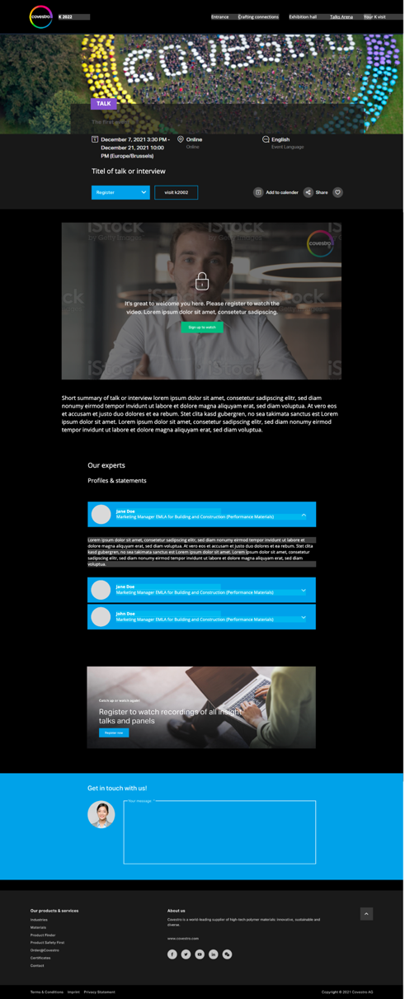 covestro
K 2022
Entrance Crafting connections Exhibition hall Talks Arena Your K visit
COVESTRO
TALK
December 7, 2021 3:30 PM -
December 21, 2021 10:00
PM (Europe/Brussels)
Online
Online
English
Event Language
Titel of talk or interview
Register
visit k2002
Add to calender
Share
iStock
by Getty Images
covestro
It's great to welcome you here. Please register to watch the
video. Lorem ipsum dolor sit amet, consetetur sadipscing.
Sign up to watch
Short summary of talk or interview lorem ipsum dolor sit amet, consetetur sadipscing elitr, sed diam
nonumy eirmod tempor invidunt ut labore et dolore magna aliquyam erat, sed diam voluptua. At vero eos
et accusam et justo duo dolores et ea rebum. Stet clita kasd gubergren, no sea takimata sanctus est Lorem
ipsum dolor sit amet. Lorem ipsum dolor sit amet, consetetur sadipscing elitr, sed diam nonumy eirmod
tempor invidunt ut labore et dolore magna aliquyam erat, sed diam voluptua.
Our experts
Profiles & statements
Jane Doe
Marketing Manager EMLA for Building and Construction (Performance Materials)
Lorem ipsum dolor sit amet, consetetur sadipscing elitr, sed diam nonumy eirmod tempor invidunt ut labore et
dolore magna aliquyam erat, sed diam voluptua. At vero eos et accusam et justo duo dolores et ea rebum. Stet clita
kasd gubergren, no sea takimata sanctus est Lorem ipsum dolor sit amet. Lorem ipsum dolor sit amet, consetetur
sadipscing elitr, sed diam nonumy eirmod tempor invidunt ut labore et dolore magna aliquyam erat, sed diam
voluptua.
Jane Doe
Marketing Manager EMLA for Building and Construction (Performance Materials)
John Doe
Marketing Manager EMLA for Building and Construction (Performance Materials)
Catch up or watch again:
Register to watch recordings of all insight
talks and panels
Register now
Get in touch with us!
Your message *
Our products & services
Industries
Materials
Product Finder
Product Safety First
Order@Covestro
Certificates
Contact
About us
Covestro is a world-leading supplier of high-tech polymer materials: innovative, sustainable and
diverse.
www.covestro.com
Terms & Conditions Imprint Privacy Statement
Copyright © 2021 Covestro AG